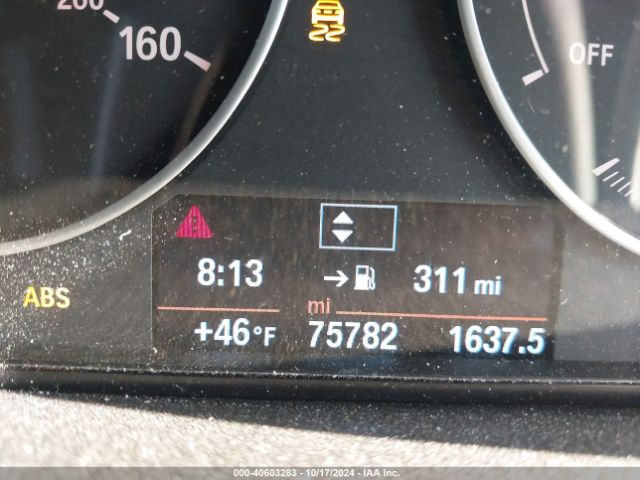 260
160
OFF
8:13 311 mi
ABS
mi
+46°F 75782 1637.5
000-40603283 - 10/17/2024 - IAA Inc.